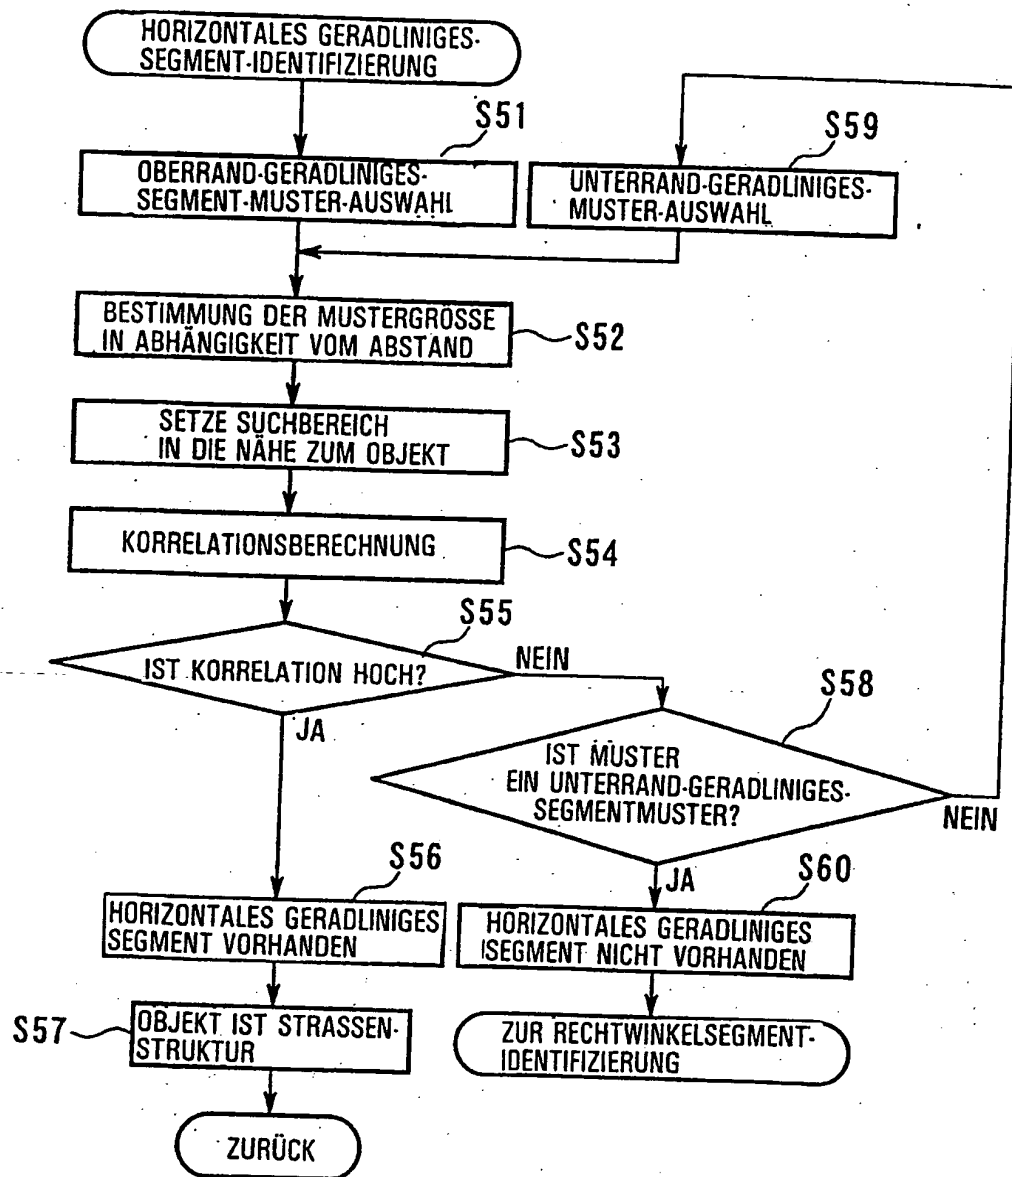 HORIZONTALES GERADLINIGES-
SEGMENT-IDENTIFIZIERUNG
S51
OBERRAND-GERADLINIGES-
SEGMENT-MUSTER-AUSWAHL
S59
UNTERRAND-GERADLINIGES-
MUSTER-AUSWAHL
BESTIMMUNG DER MUSTERGRÖSSE
IN ABHÄNGIGKEIT VOM ABSTAND
S52
SETZE SUCHBEREICH
IN DIE NÄHE ZUM OBJEKT
S53
KORRELATIONSBERECHNUNG
S54
S55
IST KORRELATION HOCH?
NEIN
JA
S58
IST MUSTER
EIN UNTERRAND-GERADLINIGES-
SEGMENTMUSTER?
NEIN
JA
S56
HORIZONTALES GERADLINIGES
SEGMENT VORHANDEN
S60
HORIZONTALES GERADLINIGES
SEGMENT NICHT VORHANDEN
S57
OBJEKT IST STRASSEN-
STRUKTUR
ZUR RECHTWINKELSEGMENT-
IDENTIFIZIERUNG
ZURÜCK